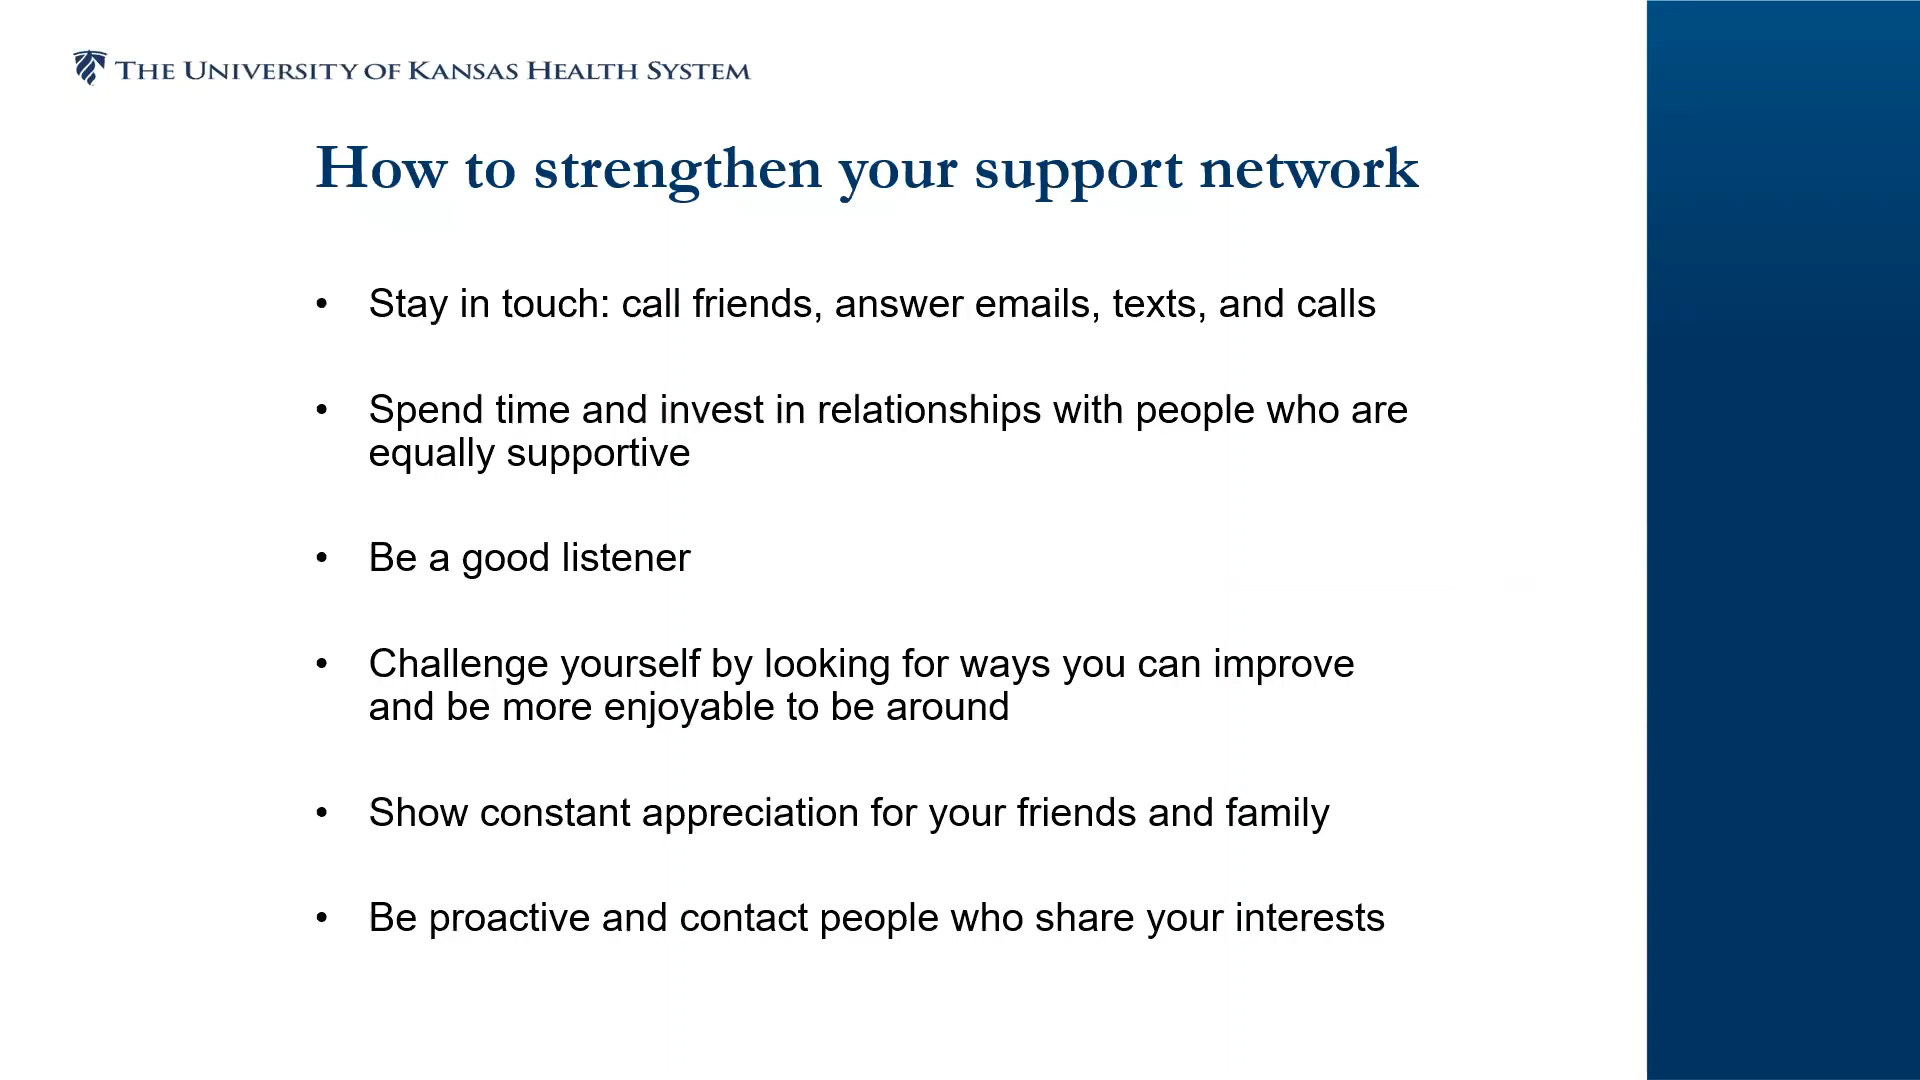 THE UNIVERSITY OF KANSAS HEALTH SYSTEM
How to strengthen your support network
• Stay in touch: call friends, answer emails, texts, and calls
• Spend time and invest in relationships with people who are
equally supportive
• Be a good listener
• Challenge yourself by looking for ways you can improve
and be more enjoyable to be around
• Show constant appreciation for your friends and family
• Be proactive and contact people who share your interests